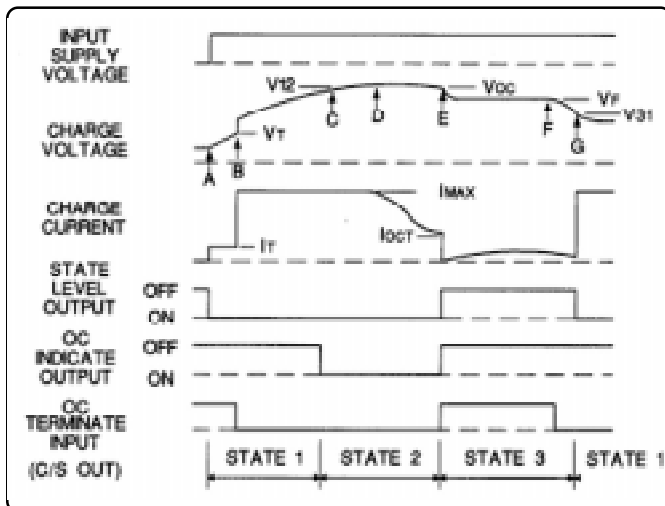 INPUT
SUPPLY
VOLTAGE
V12
VOC
VF
V31
C
D
E
F
G
CHARGE
VOLTAGE
VT
A
B
CHARGE
CURRENT
IMAX
IOCT
IT
STATE
LEVEL
OUTPUT
OFF
ON
OC
INDICATE
OUTPUT
OFF
ON
OC
TERMINATE
INPUT
(C/S OUT)
STATE 1
STATE 2
STATE 3
STATE 1